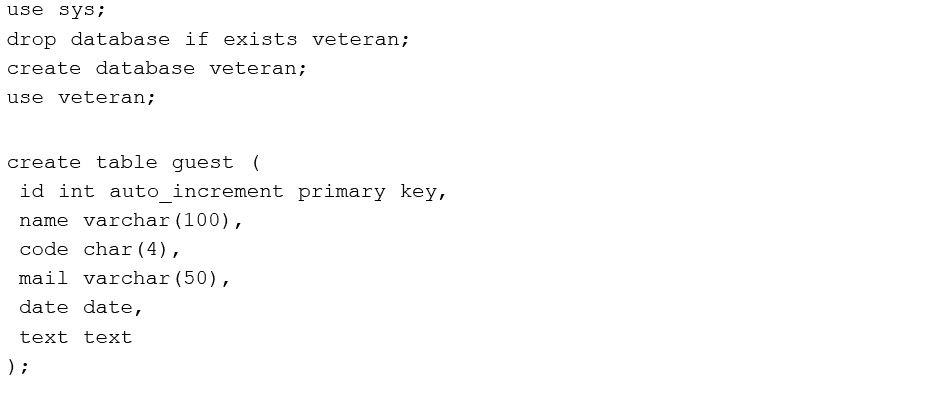 use sys;
drop database if exists veteran;
create database veteran;
use veteran;
create table guest (
id int auto_increment primary key,
name varchar(100),
code char(4),
mail varchar(50),
date date,
text text
);